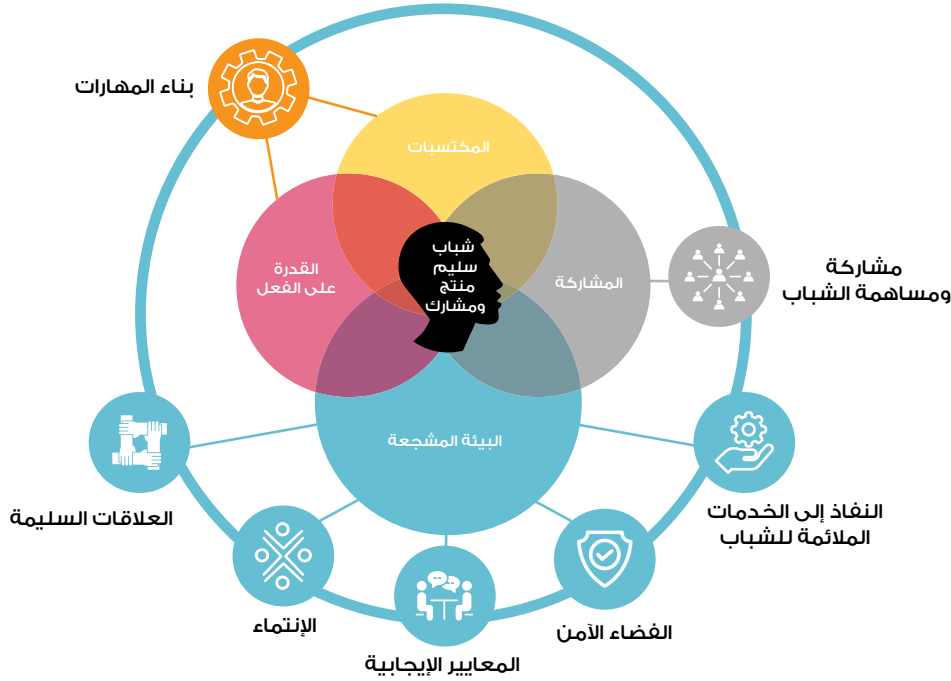 بناء المهارات
المكتسبات
شباب
سليم
منتج
ومشارك
القدرة
على الفعل
المشاركة
مشاركة
ومساهمة الشباب
البيئة المشجعة
النفاذ إلى الخدمات
الملائمة للشباب
العلاقات السليمة
الفضاء الآمن
الإنتماء
المعايير الإيجابية